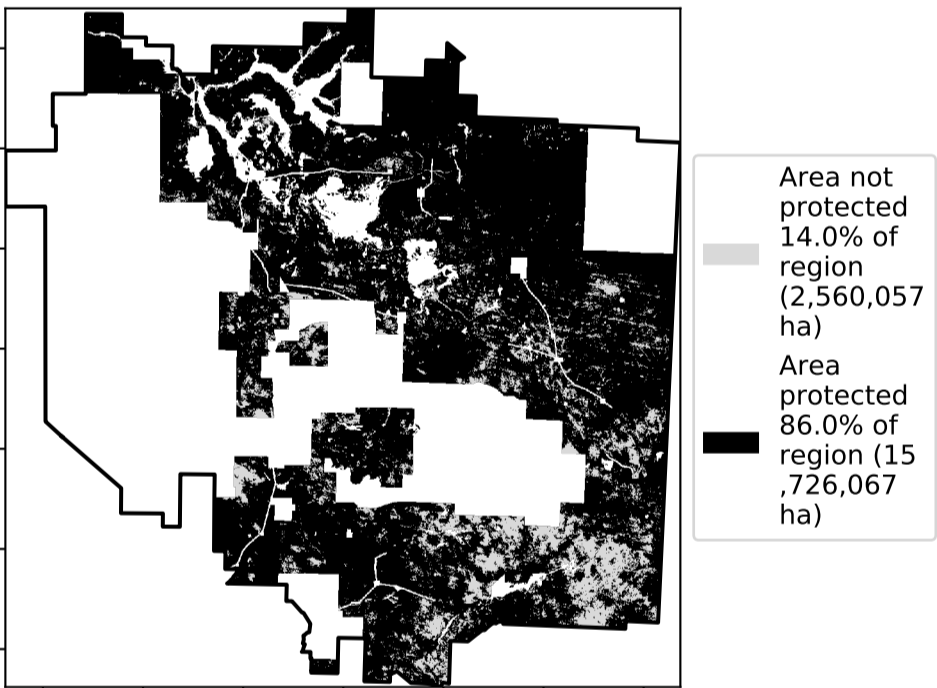 Area not
protected
14.0% of
region
(2,560,057
ha)
Area
protected
86.0% of
region (15
,726,067
ha)